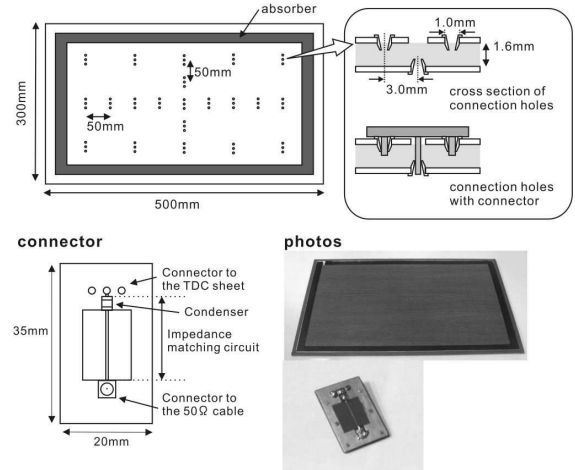 absorber
50mm
50mm
300mm
500mm
1.0mm
1.6mm
3.0mm
cross section of
connection holes
connection holes
with connector
connector
Connector to
the TDC sheet
Condenser
Impedance
matching circuit
Connector to
the 50Ω cable
35mm
20mm
photos